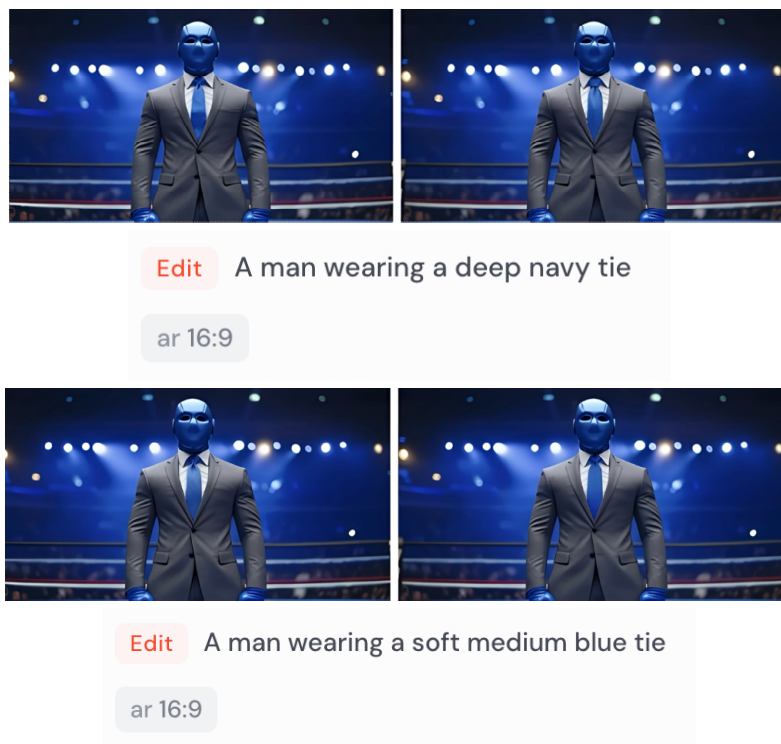 Edit A man wearing a deep navy tie
ar 16:9
Edit A man wearing a soft medium blue tie
ar 16:9